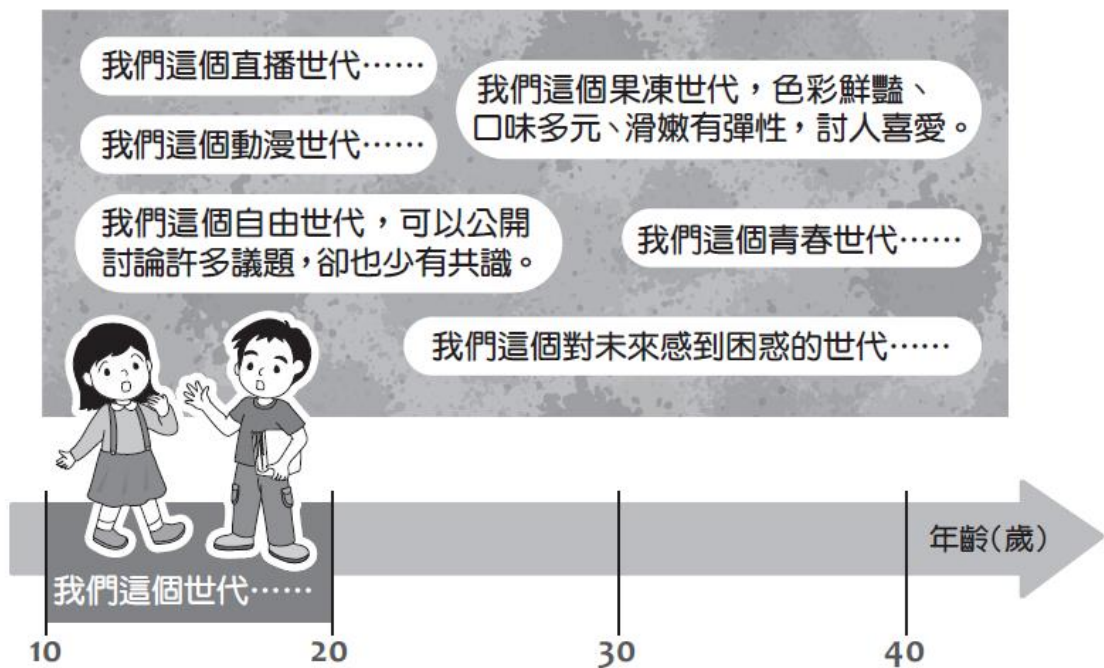 我們這個直播世代……
我們這個果凍世代，色彩鮮豔、
口味多元、滑嫩有彈性，討人喜愛。
我們這個動漫世代……
我們這個自由世代，可以公開
討論許多議題，卻也少有共識。
我們這個青春世代……
我們這個對未來感到困惑的世代……
年齡(歲)
我們這個世代……
10
20
30
40